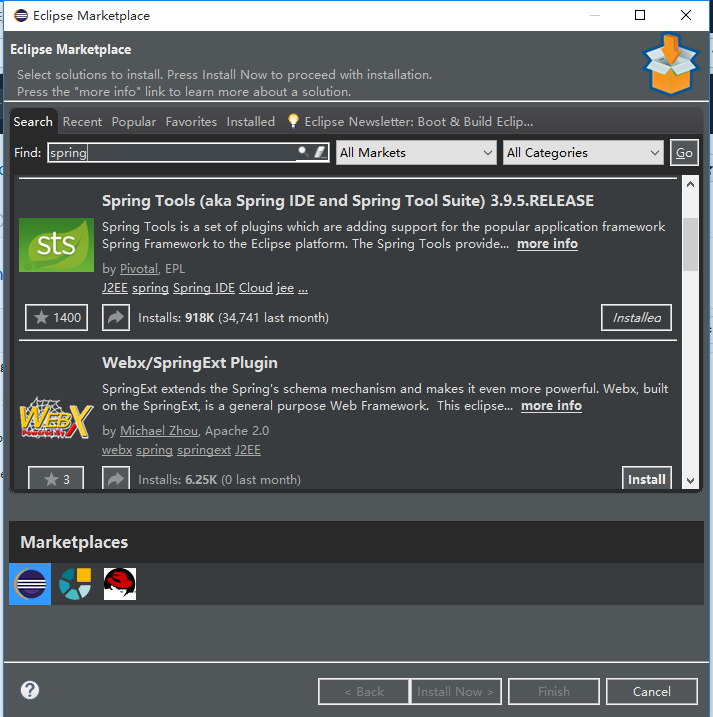 Eclipse Marketplace
Eclipse Marketplace
Select solutions to install. Press Install Now to proceed with installation.
Press the "more info" link to learn more about a solution.
Search Recent Popular Favorites Installed Eclipse Newsletter: Boot & Build Eclip...
Find: spring All Markets All Categories Go
Spring Tools (aka Spring IDE and Spring Tool Suite) 3.9.5.RELEASE
sts
Spring Tools is a set of plugins which are adding support for the popular application framework
Spring Framework to the Eclipse platform. The Spring Tools provide... more info
by Pivotal, EPL
J2EE spring Spring IDE Cloud jee ...
1400 Installs: 918K (34,741 last month) Installed
Webx/SpringExt Plugin
SpringExt extends the Spring's schema mechanism and makes it even more powerful. Webx, built
on the SpringExt, is a general purpose Web Framework. This eclipse... more info
WEBX
Powered By
by Michael Zhou, Apache 2.0
webx spring springext J2EE
3 Installs: 6.25K (0 last month) Install
Marketplaces
? < Back Install Now > Finish Cancel